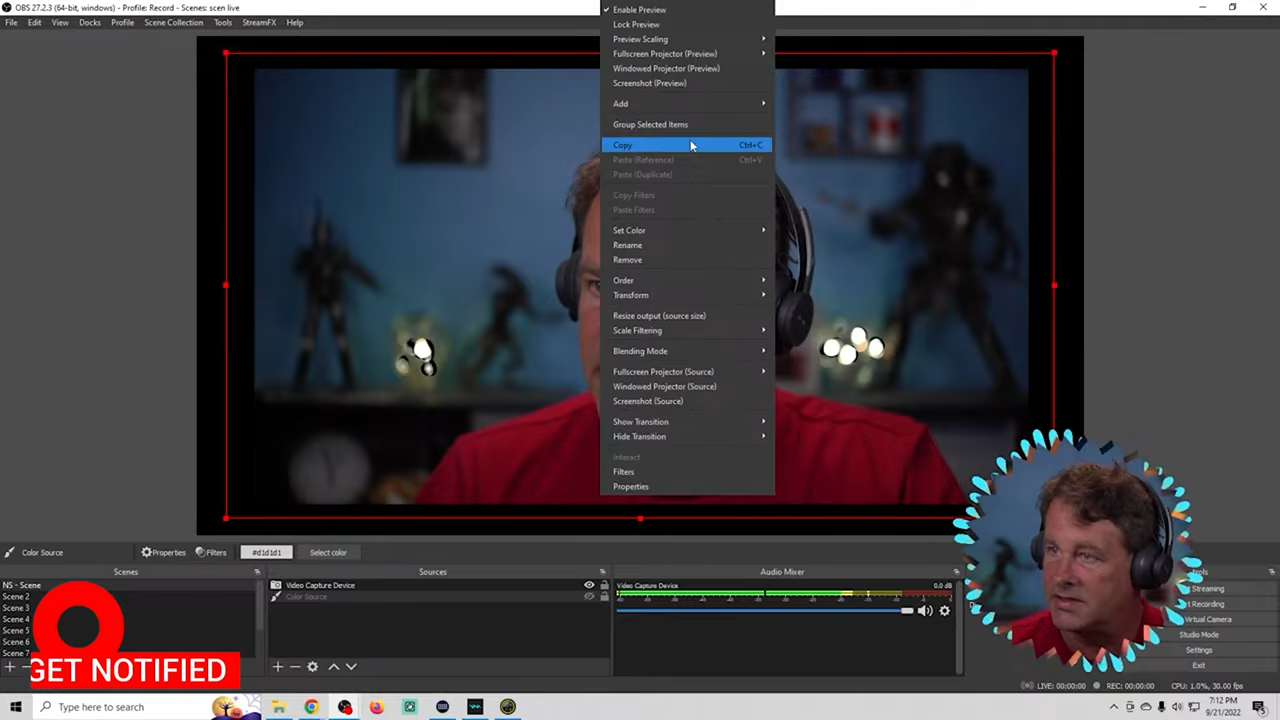 OBS 27.2.3 (64-bit, windows) - Profile: Record - Scenes: scen live
File Edit View Docks Profile Scene Collection Tools StreamFX Help
Enable Preview
Lock Preview
Preview Scaling
Fullscreen Projector (Preview)
Windowed Projector (Preview)
Screenshot (Preview)
Add
Group Selected Items
Copy Ctrl+C
Paste (Reference) Ctrl+V
Paste (Duplicate)
Copy Filters
Paste Filters
Set Color
Rename
Remove
Order
Transform
Resize output (source size)
Scale Filtering
Blending Mode
Fullscreen Projector (Source)
Windowed Projector (Source)
Screenshot (Source)
Show Transition
Hide Transition
Interact
Filters
Properties
Color Source Properties Filters #d1d1d1 Select color
Scenes Sources Audio Mixer trols
NS - Scene
Scene 2
Scene 3
Scene 4
Scene 5
Scene 6
Scene 7
Video Capture Device
Color Source
Video Capture Device 0.0 dB
Streaming
rt Recording
Virtual Camera
Studio Mode
Settings
Exit
GET NOTIFIED
LIVE: 00:00:00 REC: 00:00:00 CPU: 1.0%, 30.00 fps
Type here to search
7:12 PM
9/21/2022